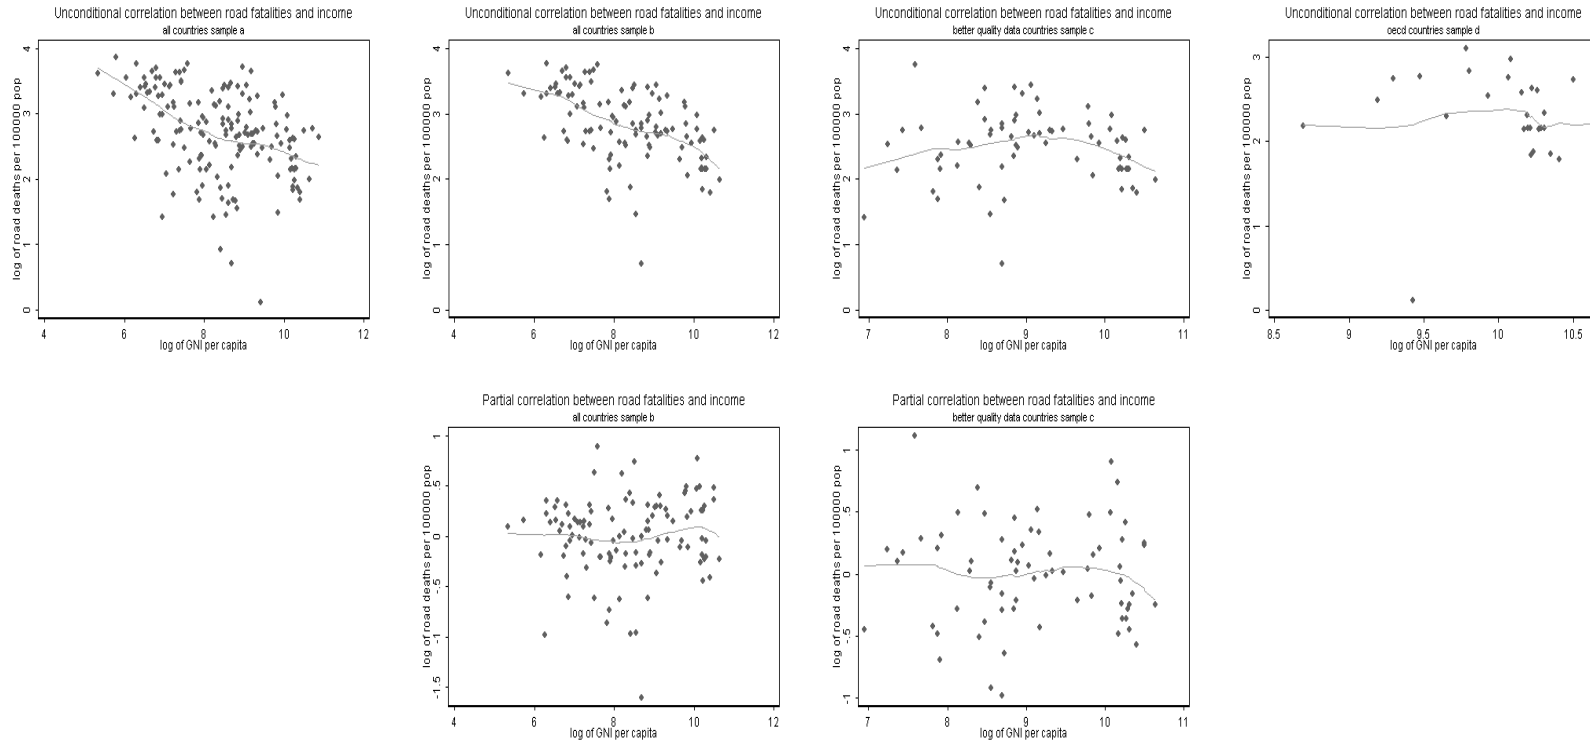 Unconditional correlation between road fatalities and income
all countries sample a
log of road deaths per 100000 pop
0 1 2 3 4
4 6 8 10 12
log of GNI per capita
Unconditional correlation between road fatalities and income
all countries sample b
log of road deaths per 100000 pop
0 1 2 3 4
4 6 8 10 12
log of GNI per capita
Unconditional correlation between road fatalities and income
better quality data countries sample c
log of road deaths per 100000 pop
0 1 2 3 4
7 8 9 10 11
log of GNI per capita
Unconditional correlation between road fatalities and income
oecd countries sample d
log of road deaths per 100000 pop
0 1 2 3
8.5 9 9.5 10 10.5
log of GNI per capita
Partial correlation between road fatalities and income
all countries sample b
log of road deaths per 100000 pop
-1.5 -1 -.5 0 .5 1
4 6 8 10 12
log of GNI per capita
Partial correlation between road fatalities and income
better quality data countries sample c
log of road deaths per 100000 pop
-1 -.5 0 .5 1
7 8 9 10 11
log of GNI per capita